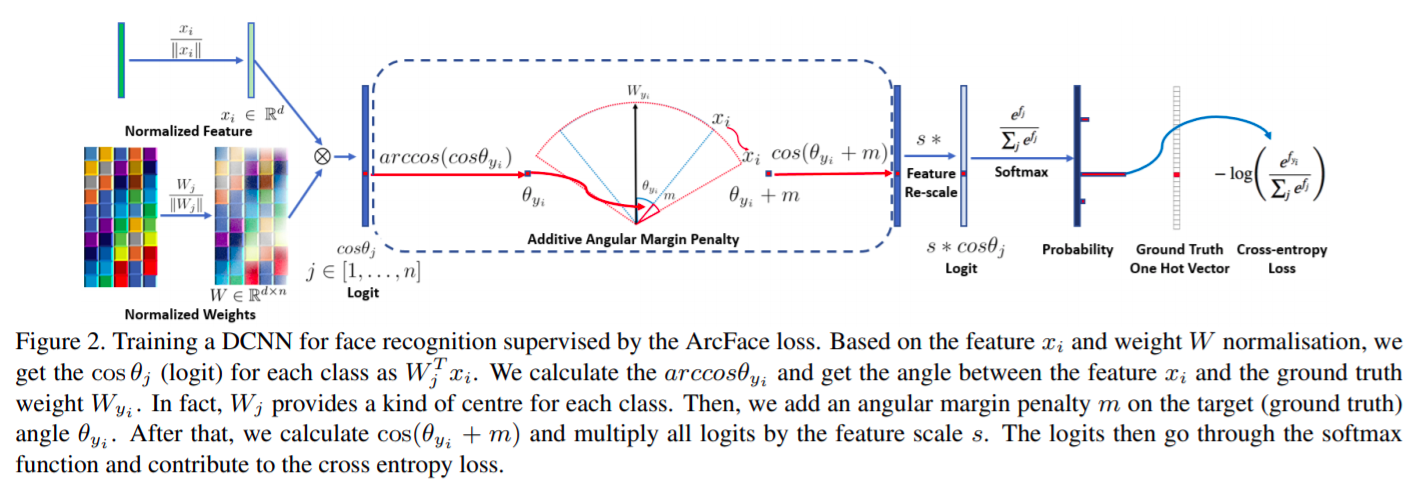 x_i / ‖x_i‖
x_i ∈ ℝ^d
Normalized Feature
W_j / ‖W_j‖
W ∈ ℝ^{d×n}
Normalized Weights
⊗
cosθ_j
j ∈ [1, . . . , n]
Logit
arccos(cosθ_{y_i})
θ_{y_i}
W_{y_i}
x_i
θ_{y_i} m
x_i cos(θ_{y_i} + m)
θ_{y_i} + m
Additive Angular Margin Penalty
s *
Feature
Re-scale
s * cosθ_j
Logit
e^{f_j} / Σ_j e^{f_j}
Softmax
Probability
Ground Truth
One Hot Vector
−log( e^{f_{y_i}} / Σ_j e^{f_j} )
Cross-entropy
Loss
Figure 2. Training a DCNN for face recognition supervised by the ArcFace loss. Based on the feature x_i and weight W normalisation, we
get the cos θ_j (logit) for each class as W_j^T x_i. We calculate the arccosθ_{y_i} and get the angle between the feature x_i and the ground truth
weight W_{y_i}. In fact, W_j provides a kind of centre for each class. Then, we add an angular margin penalty m on the target (ground truth)
angle θ_{y_i}. After that, we calculate cos(θ_{y_i} + m) and multiply all logits by the feature scale s. The logits then go through the softmax
function and contribute to the cross entropy loss.